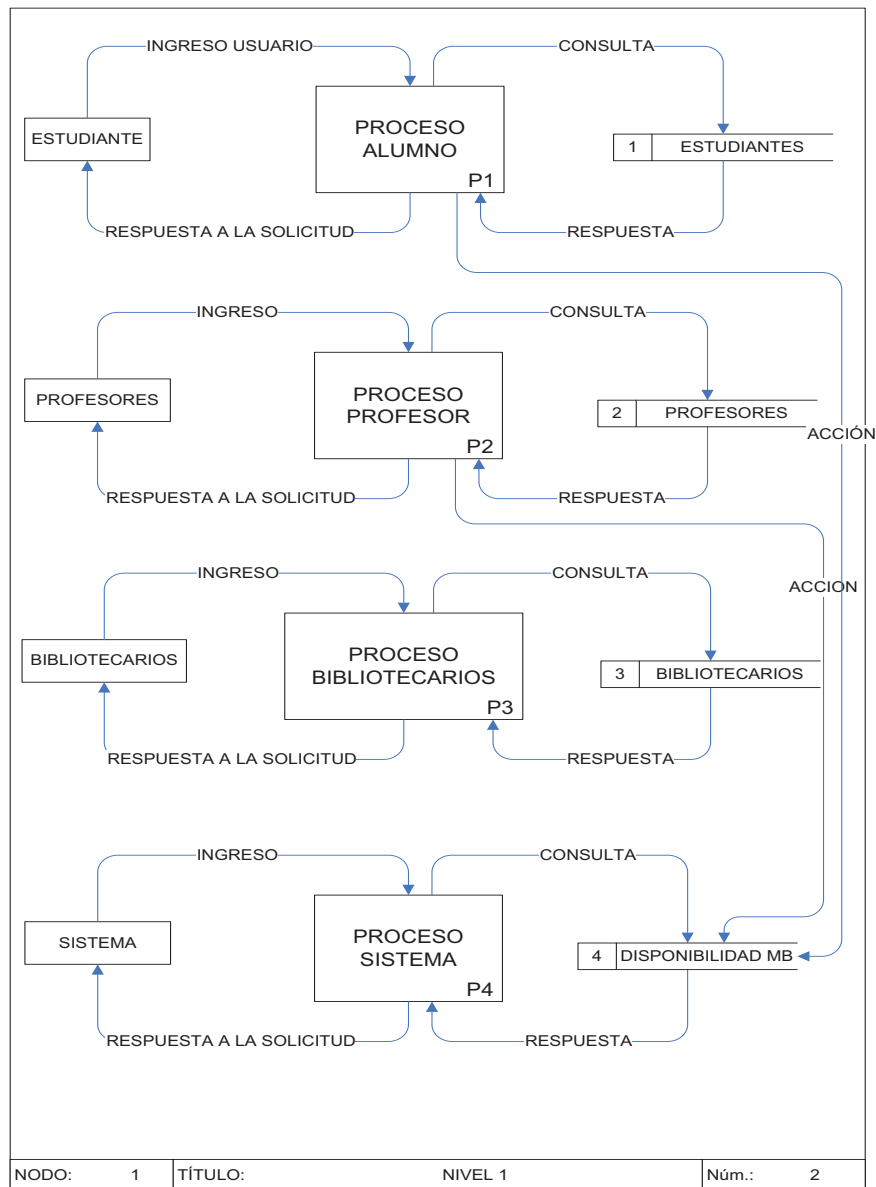 INGRESO USUARIO
CONSULTA
ESTUDIANTE
PROCESO
ALUMNO
P1
1 ESTUDIANTES
RESPUESTA A LA SOLICITUD
RESPUESTA
INGRESO
CONSULTA
PROFESORES
PROCESO
PROFESOR
P2
2 PROFESORES
ACCIÓN
RESPUESTA A LA SOLICITUD
RESPUESTA
INGRESO
CONSULTA
ACCION
BIBLIOTECARIOS
PROCESO
BIBLIOTECARIOS
P3
3 BIBLIOTECARIOS
RESPUESTA A LA SOLICITUD
RESPUESTA
INGRESO
CONSULTA
SISTEMA
PROCESO
SISTEMA
P4
4 DISPONIBILIDAD MB
RESPUESTA A LA SOLICITUD
RESPUESTA
NODO: 1 TÍTULO: NIVEL 1 Núm.: 2